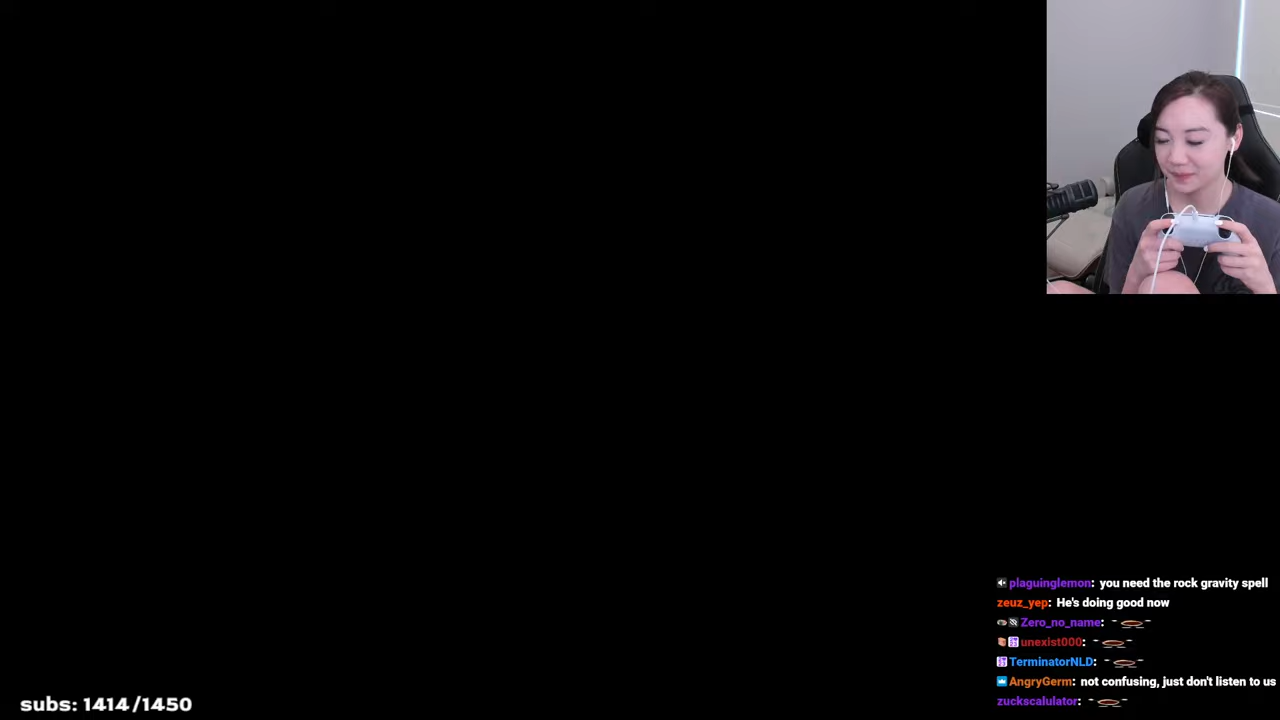 plaguinglemon: you need the rock gravity spell
zeuz_yep: He's doing good now
Zero_no_name:
unexist000:
TerminatorNLD:
AngryGerm: not confusing, just don't listen to us
zuckscalulator:
subs: 1414/1450